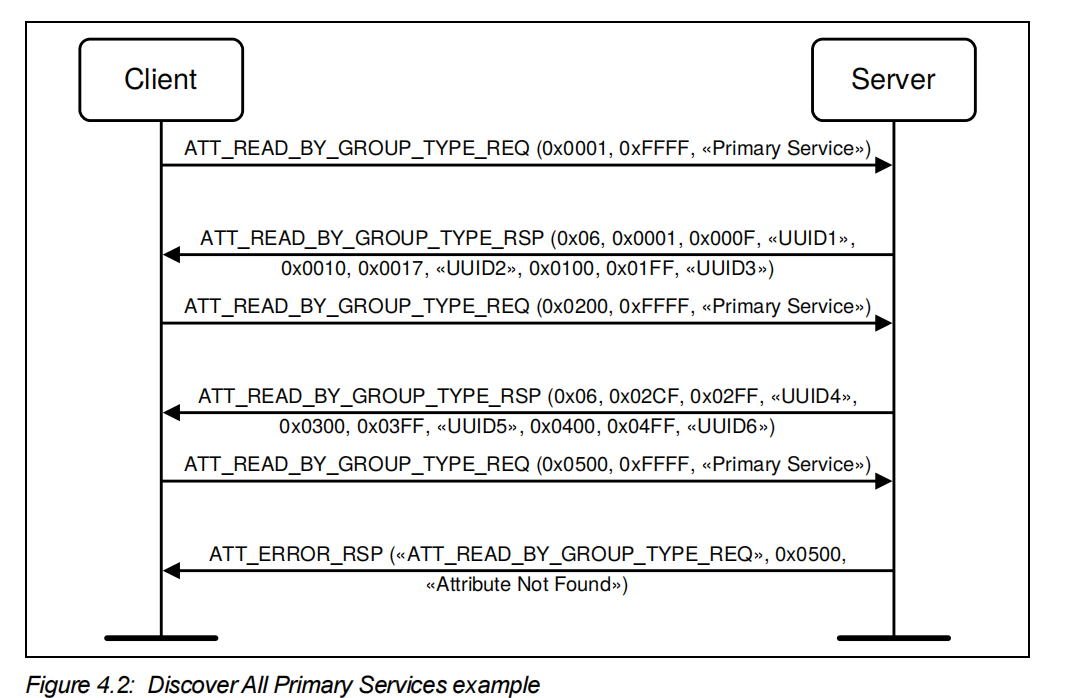 Client
Server
ATT_READ_BY_GROUP_TYPE_REQ (0x0001, 0xFFFF, «Primary Service»)
ATT_READ_BY_GROUP_TYPE_RSP (0x06, 0x0001, 0x000F, «UUID1»,
0x0010, 0x0017, «UUID2», 0x0100, 0x01FF, «UUID3»)
ATT_READ_BY_GROUP_TYPE_REQ (0x0200, 0xFFFF, «Primary Service»)
ATT_READ_BY_GROUP_TYPE_RSP (0x06, 0x02CF, 0x02FF, «UUID4»,
0x0300, 0x03FF, «UUID5», 0x0400, 0x04FF, «UUID6»)
ATT_READ_BY_GROUP_TYPE_REQ (0x0500, 0xFFFF, «Primary Service»)
ATT_ERROR_RSP («ATT_READ_BY_GROUP_TYPE_REQ», 0x0500,
«Attribute Not Found»)
Figure 4.2: Discover All Primary Services example